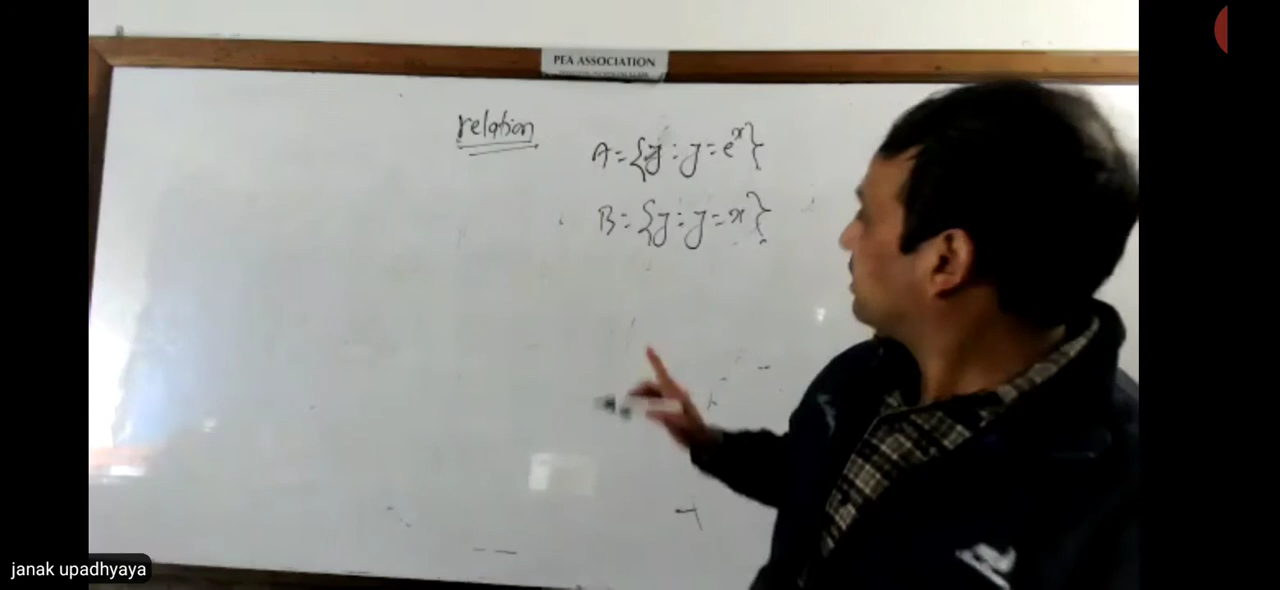 PEA ASSOCIATION
relation
A={y:y=e^x}
B={y:y=x}
janak upadhyaya